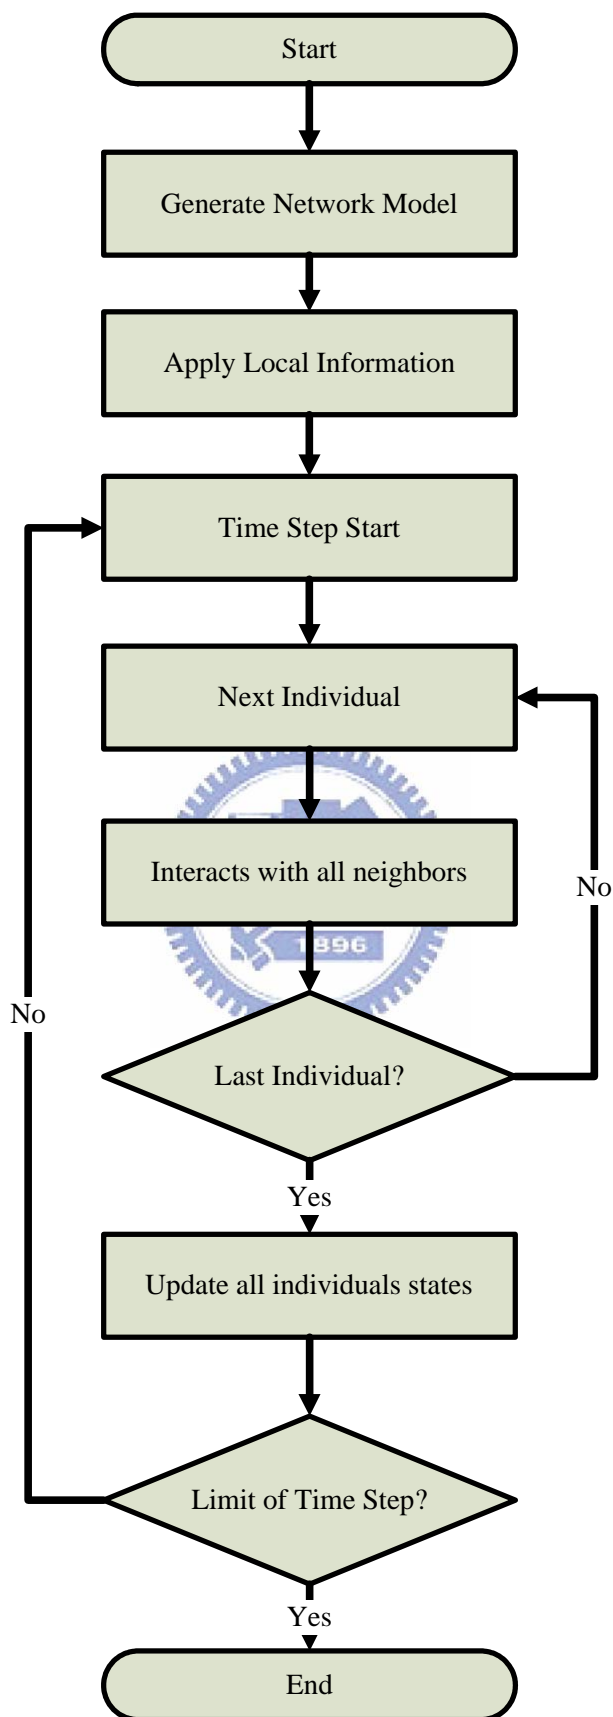 Start
Generate Network Model
Apply Local Information
Time Step Start
Next Individual
Interacts with all neighbors
No
1896
No
Last Individual?
Yes
Update all individuals states
Limit of Time Step?
Yes
End